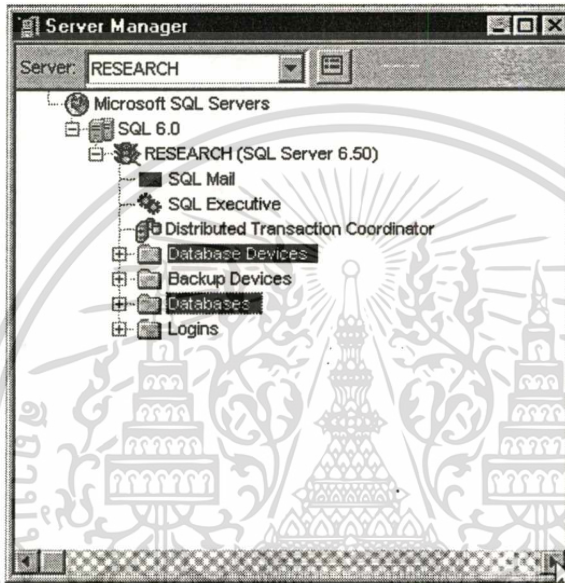 Server Manager
Server: RESEARCH
Microsoft SQL Servers
SQL 6.0
RESEARCH (SQL Server 6.50)
SQL Mail
SQL Executive
Distributed Transaction Coordinator
Database Devices
Backup Devices
Databases
Logins